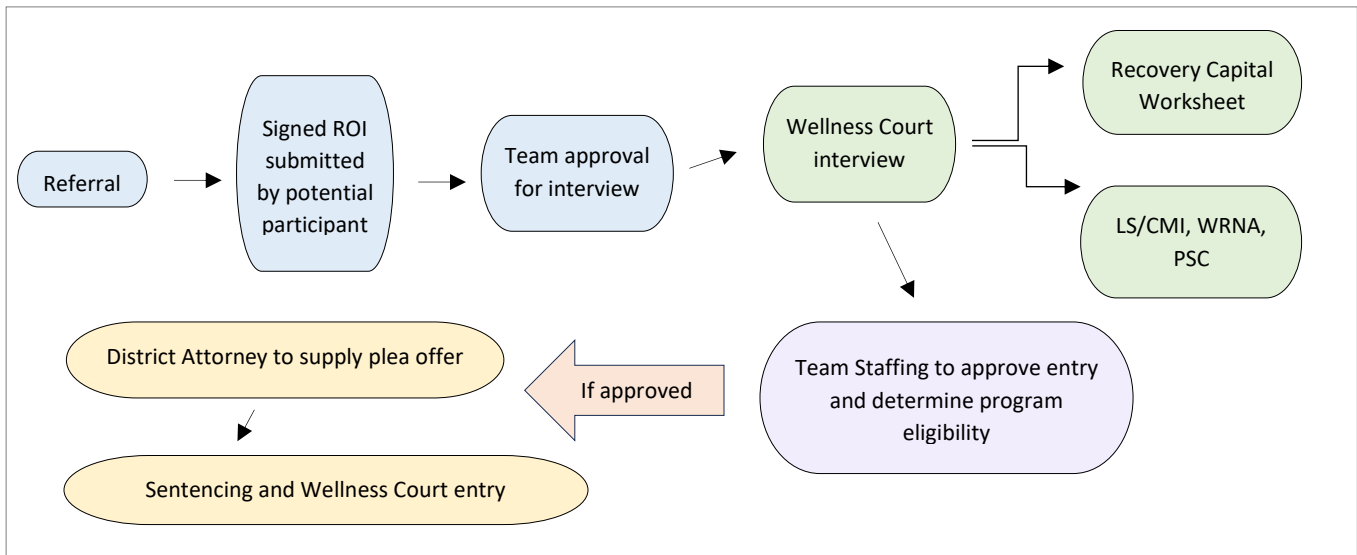 Referral
Signed ROI
submitted
by potential
participant
Team approval
for interview
Wellness Court
interview
Recovery Capital
Worksheet
LS/CMI, WRNA,
PSC
Team Staffing to approve entry
and determine program
eligibility
If approved
District Attorney to supply plea offer
Sentencing and Wellness Court entry